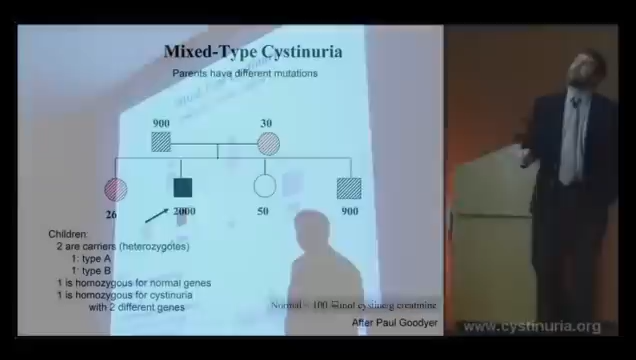 Mixed-Type Cystinuria
Parents have different mutations
900
30
26
2000
50
900
Children:
2 are carriers (heterozygotes)
1: type A
1: type B
1 is homozygous for normal genes
1 is homozygous for cystinuria
with 2 different genes
Normal < 100
After Paul Goodyer
www.cystinuria.org